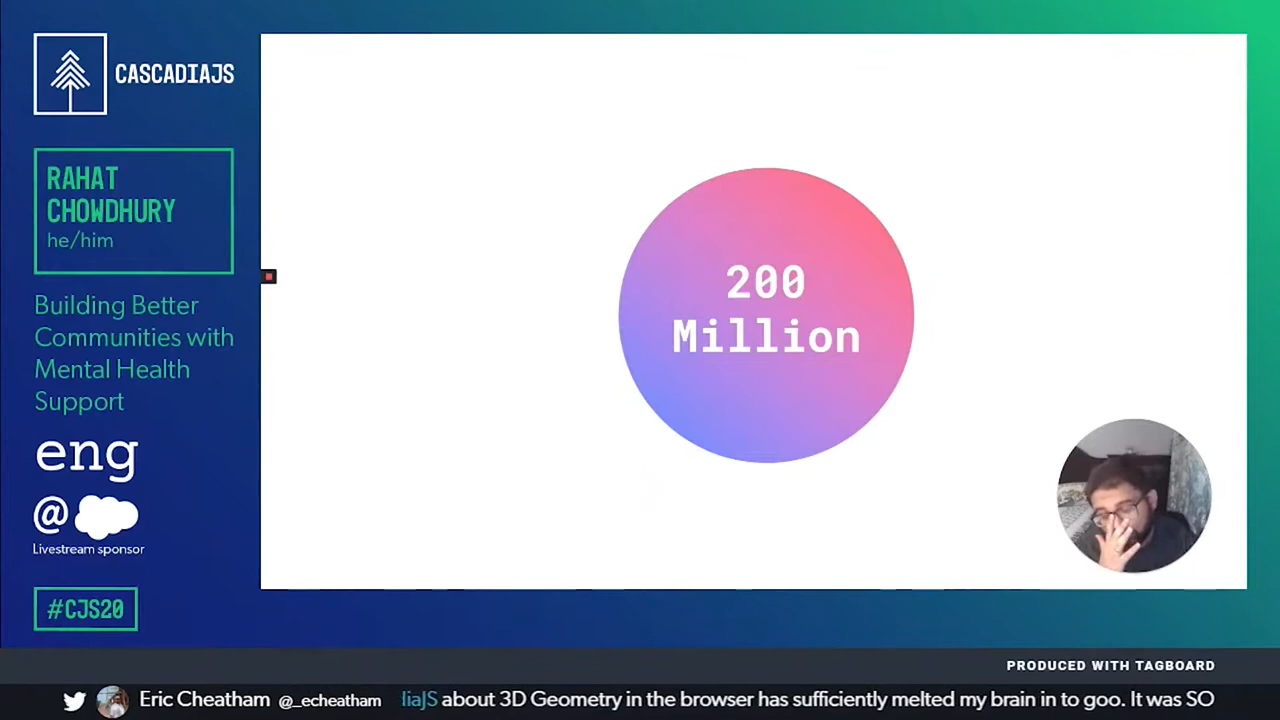 CASCADIAJS
RAHAT
CHOWDHURY
he/him
Building Better
Communities with
Mental Health
Support
eng
@
Livestream sponsor
#CJS20
200
Million
PRODUCED WITH TAGBOARD
Eric Cheatham @_echeatham iaJS about 3D Geometry in the browser has sufficiently melted my brain in to goo. It was SO